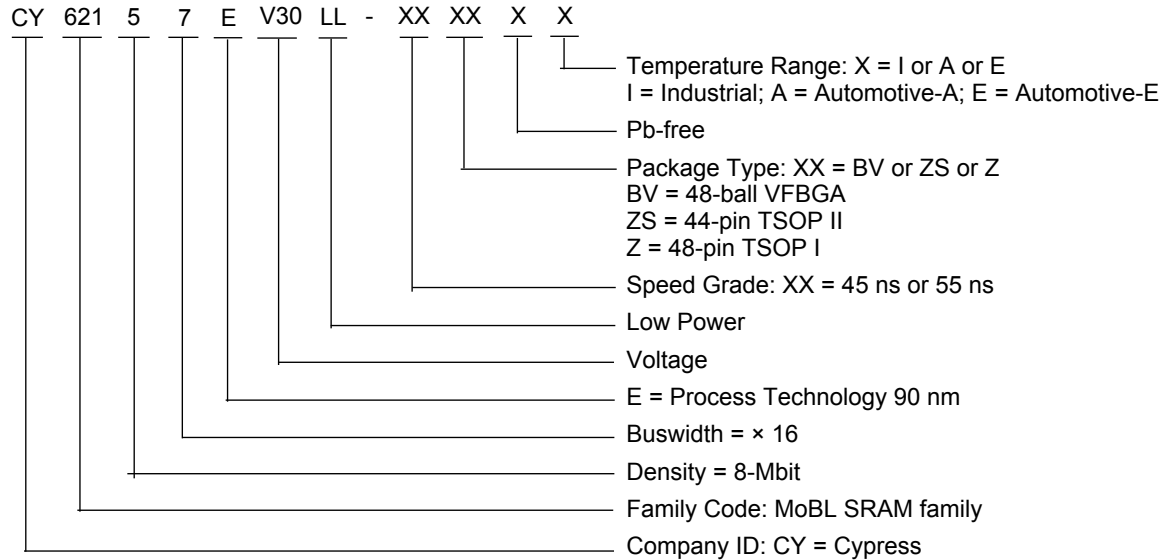 CY 621 5 7 E V30 LL - XX XX X X
Temperature Range: X = I or A or E
I = Industrial; A = Automotive-A; E = Automotive-E
Pb-free
Package Type: XX = BV or ZS or Z
BV = 48-ball VFBGA
ZS = 44-pin TSOP II
Z = 48-pin TSOP I
Speed Grade: XX = 45 ns or 55 ns
Low Power
Voltage
E = Process Technology 90 nm
Buswidth = × 16
Density = 8-Mbit
Family Code: MoBL SRAM family
Company ID: CY = Cypress